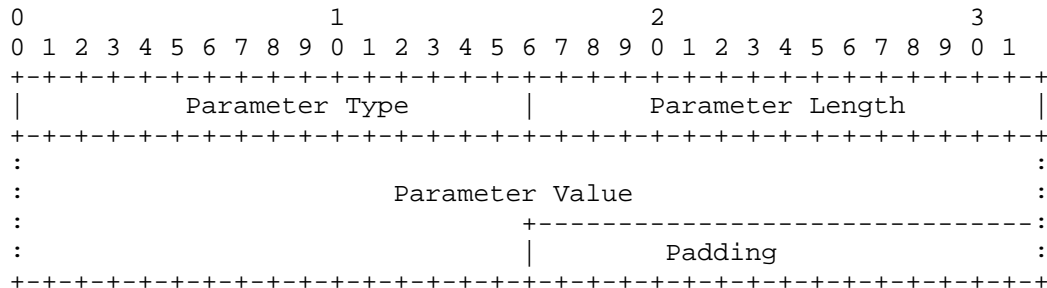 0                   1                   2                   3
0 1 2 3 4 5 6 7 8 9 0 1 2 3 4 5 6 7 8 9 0 1 2 3 4 5 6 7 8 9 0 1
+-+-+-+-+-+-+-+-+-+-+-+-+-+-+-+-+-+-+-+-+-+-+-+-+-+-+-+-+-+-+-+-+
|          Parameter Type       |       Parameter Length        |
+-+-+-+-+-+-+-+-+-+-+-+-+-+-+-+-+-+-+-+-+-+-+-+-+-+-+-+-+-+-+-+-+
:                                                               :
:                       Parameter Value                         :
:                               +-------------------------------:
:                               |        Padding                :
+-+-+-+-+-+-+-+-+-+-+-+-+-+-+-+-+-+-+-+-+-+-+-+-+-+-+-+-+-+-+-+-+